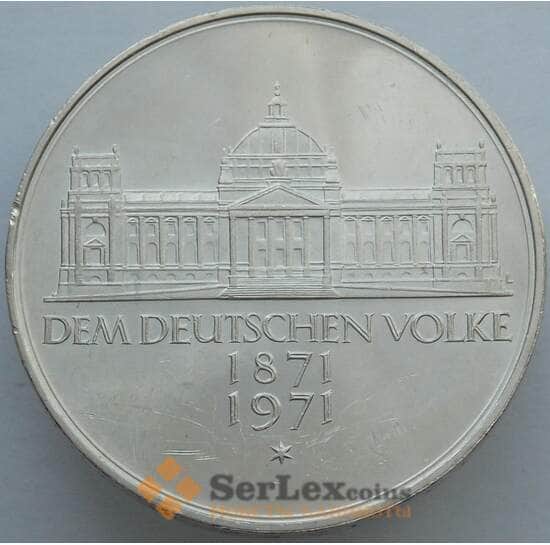 DEM DEUTSCHEN VOLKE
1871
1971
SerLexcoins